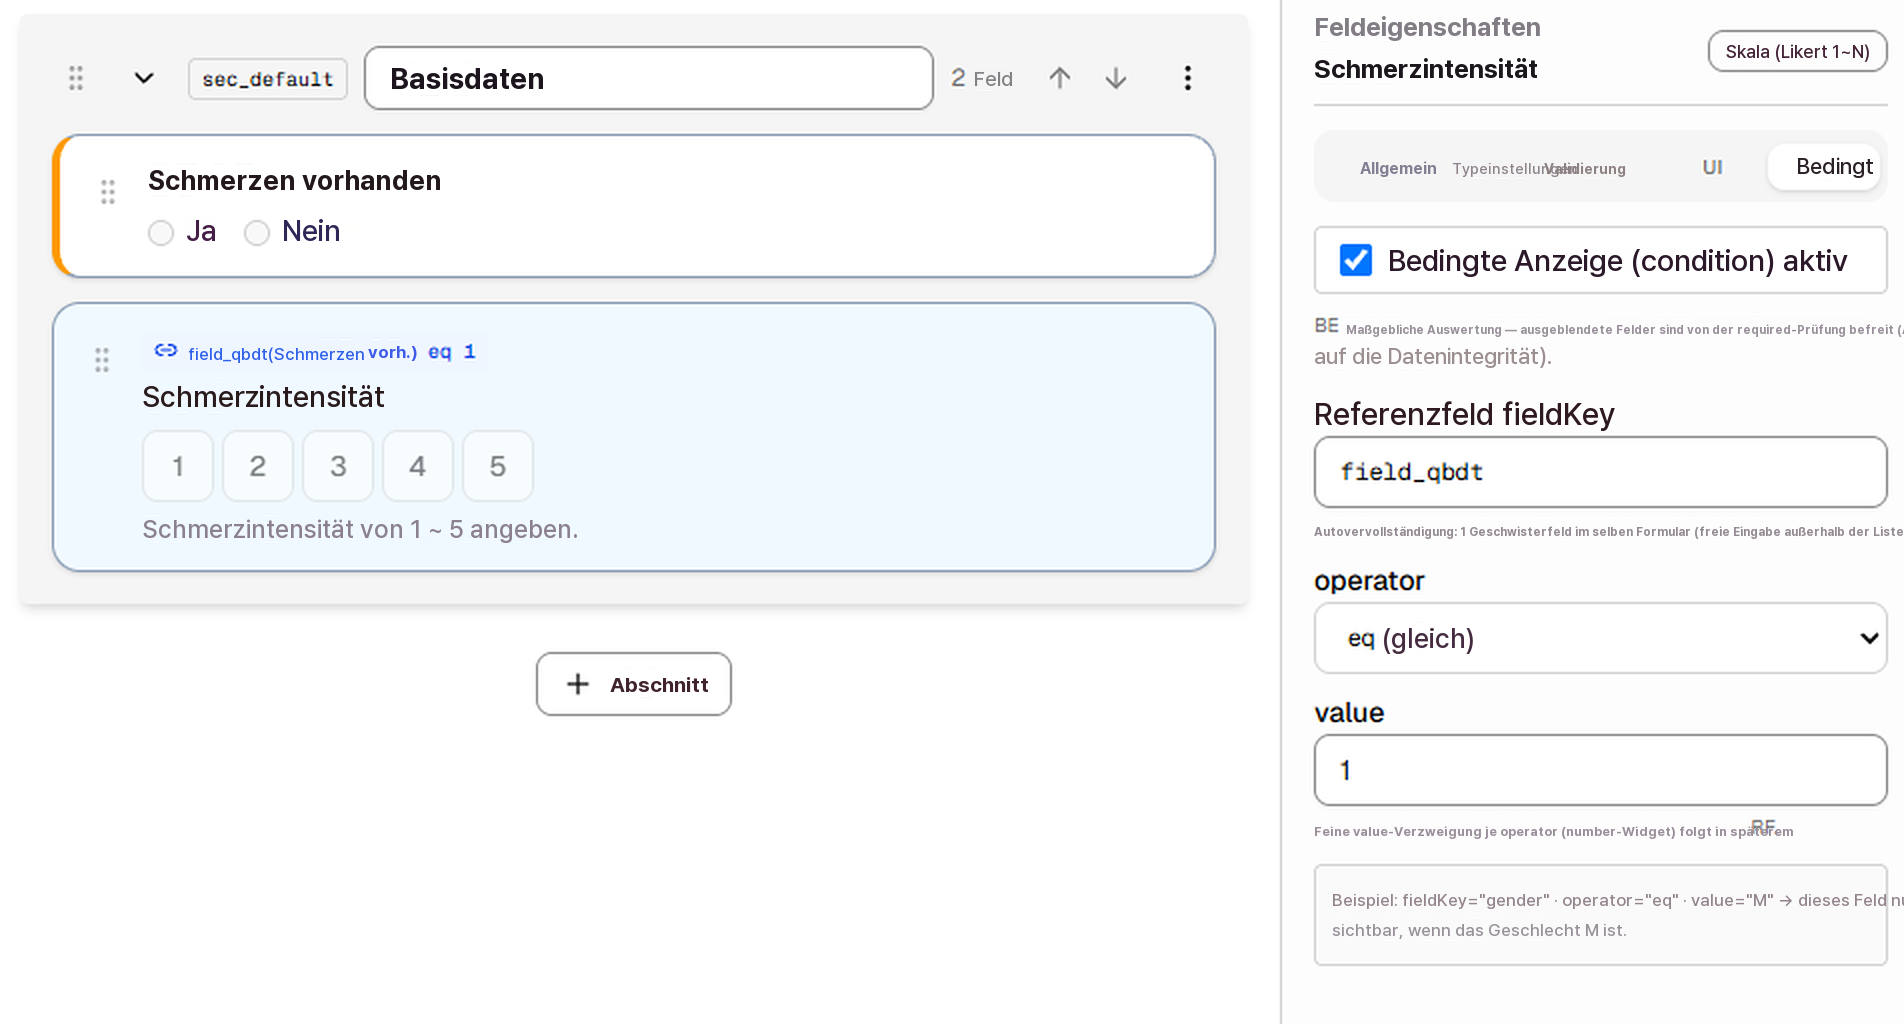 sec_default
Basisdaten
2 Feld
Schmerzen vorhanden
Ja
Nein
field_qbdt(Schmerzen vorh.) eq 1
Schmerzintensität
1 2 3 4 5
Schmerzintensität von 1 ~ 5 angeben.
Abschnitt
Feldeigenschaften
Schmerzintensität
Skala (Likert 1~N)
Allgemein Typeinstellungen Validierung UI Bedingt
Bedingte Anzeige (condition) aktiv
BE Maßgebliche Auswertung — ausgeblendete Felder sind von der required-Prüfung befreit (
auf die Datenintegrität).
Referenzfeld fieldKey
field_qbdt
Autovervollständigung: 1 Geschwisterfeld im selben Formular (freie Eingabe außerhalb der Liste
operator
eq (gleich)
value
1
Feine value-Verzweigung je operator (number-Widget) folgt in späterem
Beispiel: fieldKey="gender" · operator="eq" · value="M" → dieses Feld
sichtbar, wenn das Geschlecht M ist.